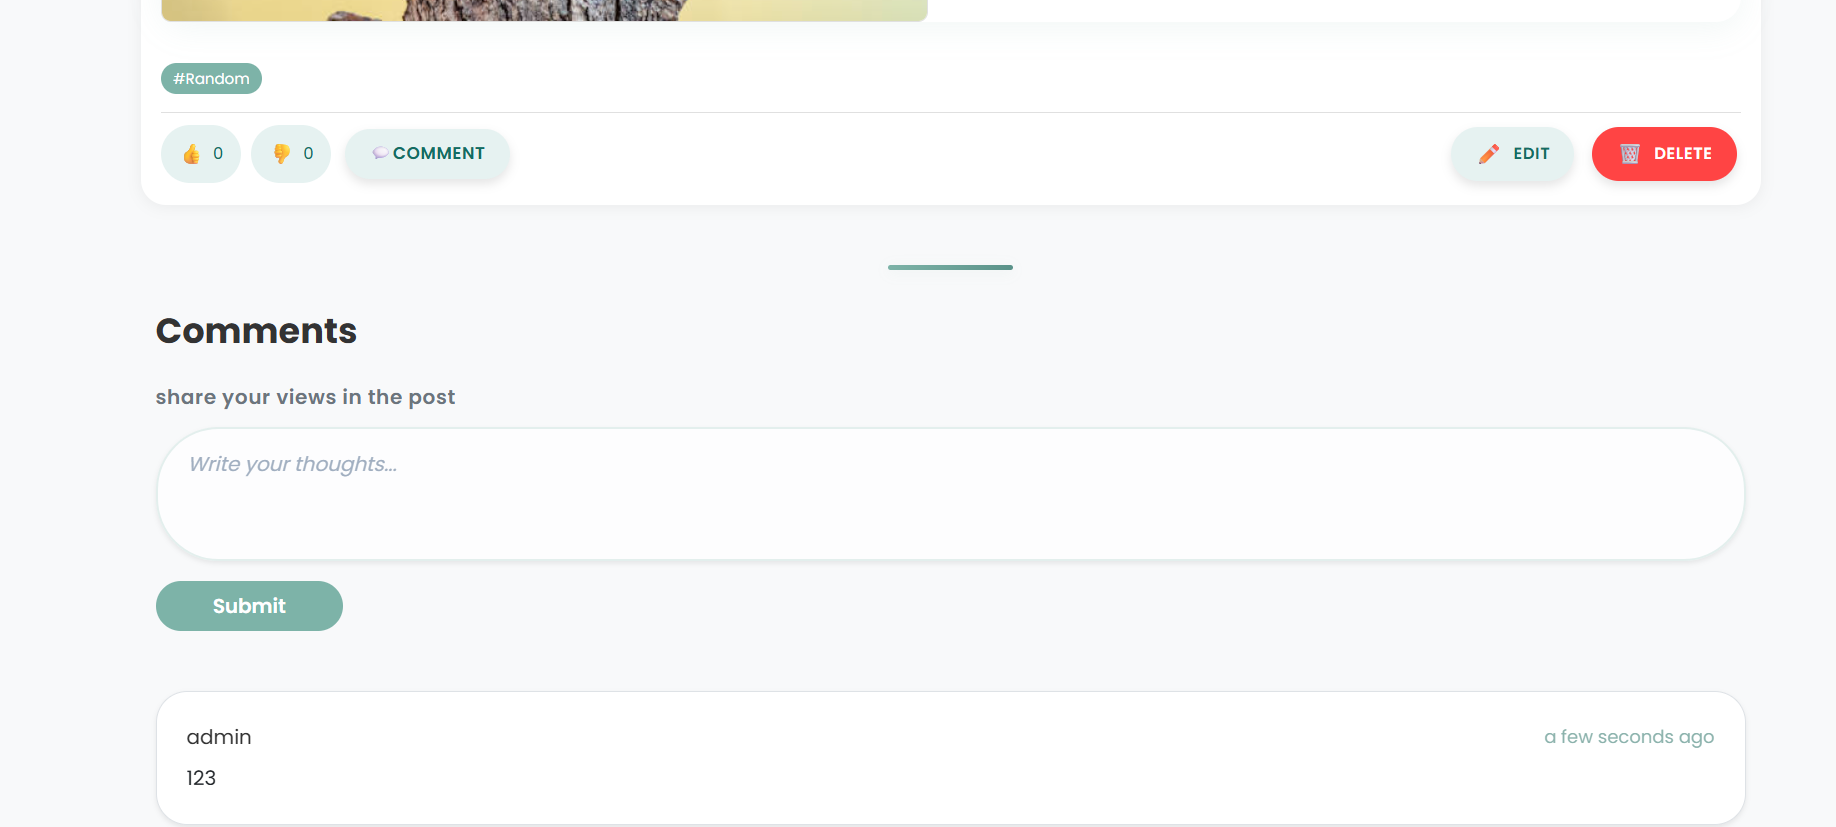 #Random
0
0
COMMENT
EDIT
DELETE
Comments
share your views in the post
Write your thoughts...
Submit
admin
a few seconds ago
123